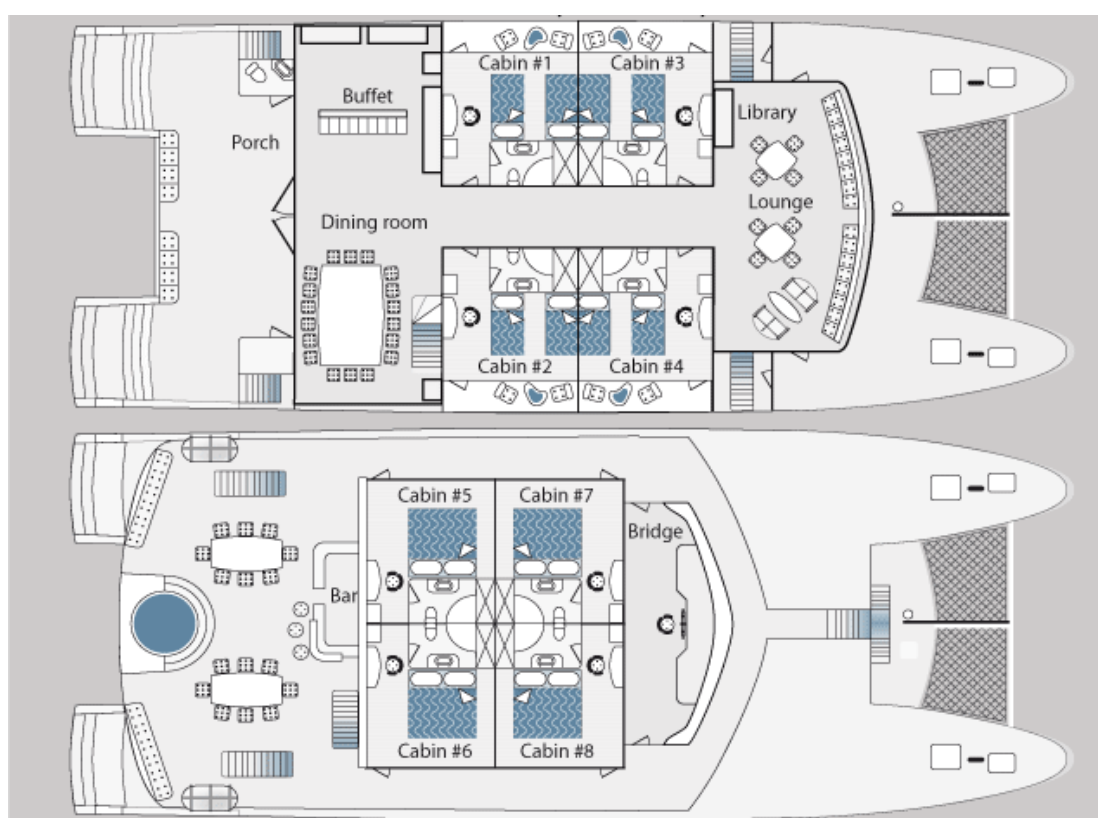 Cabin #1
Cabin #3
Buffet
Library
Porch
Lounge
Dining room
Cabin #2
Cabin #4
Cabin #5
Cabin #7
Bridge
Bar
Cabin #6
Cabin #8